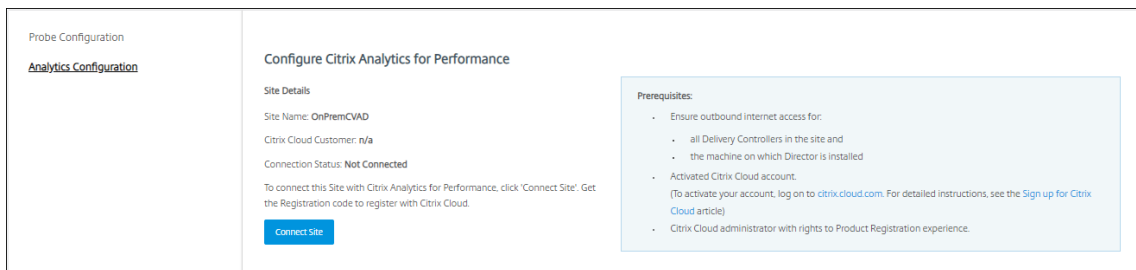 Probe Configuration
Analytics Configuration
Configure Citrix Analytics for Performance
Site Details
Site Name: OnPremCVAD
Citrix Cloud Customer: n/a
Connection Status: Not Connected
To connect this Site with Citrix Analytics for Performance, click 'Connect Site'. Get
the Registration code to register with Citrix Cloud.
Connect Site
Prerequisites:
• Ensure outbound internet access for:
• all Delivery Controllers in the site and
• the machine on which Director is installed
• Activated Citrix Cloud account.
(To activate your account, log on to citrix.cloud.com. For detailed instructions, see the Sign up for Citrix
Cloud article)
• Citrix Cloud administrator with rights to Product Registration experience.